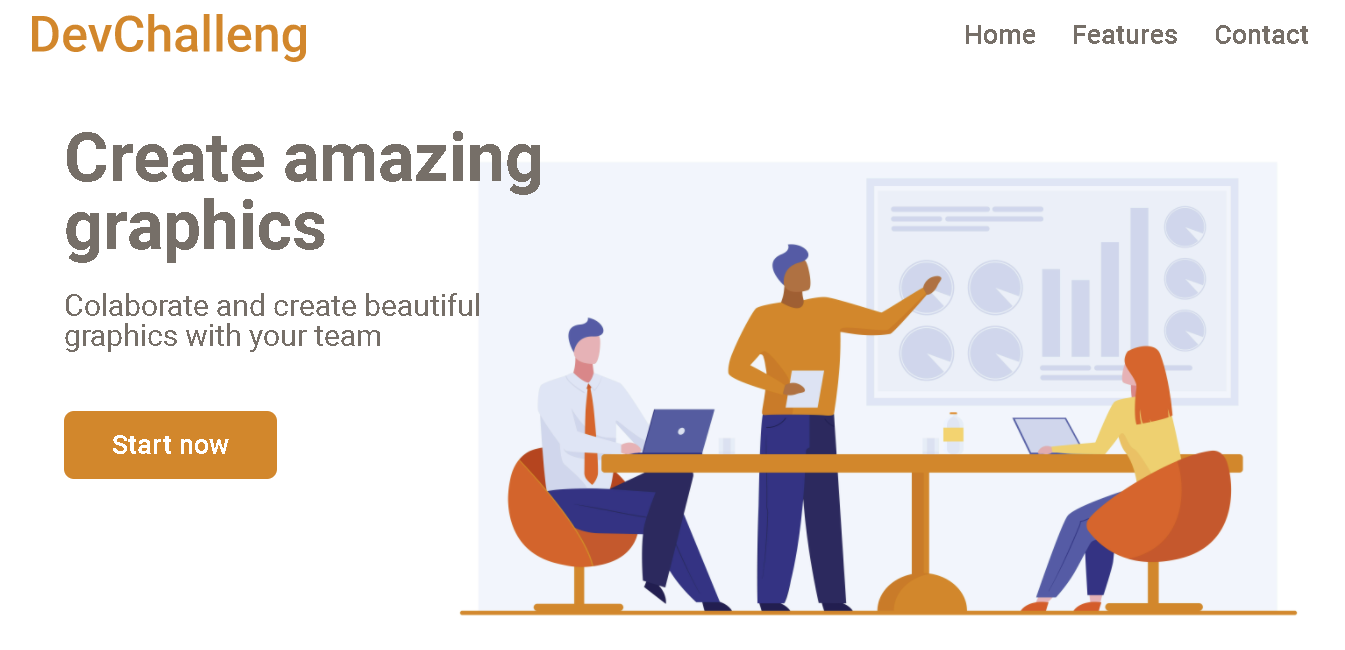 DevChalleng
Home Features Contact
Create amazing
graphics
Colaborate and create beautiful
graphics with your team
Start now